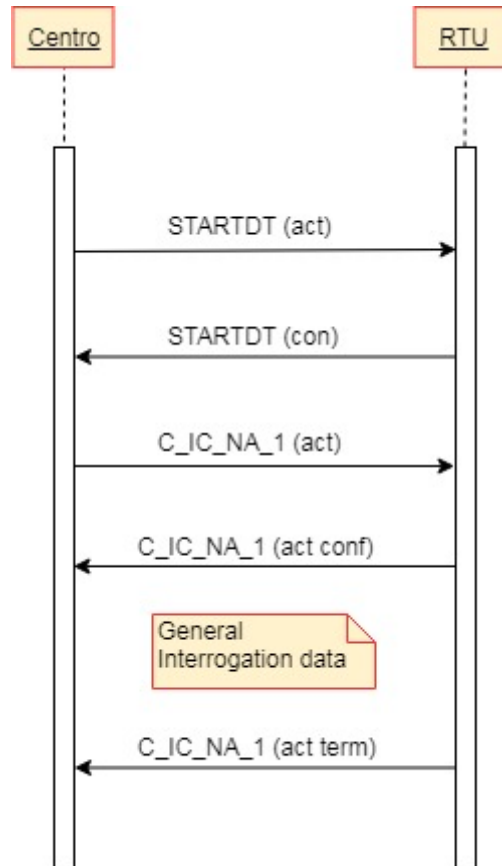 Centro
RTU
STARTDT (act)
STARTDT (con)
C_IC_NA_1 (act)
C_IC_NA_1 (act conf)
General
Interrogation data
C_IC_NA_1 (act term)